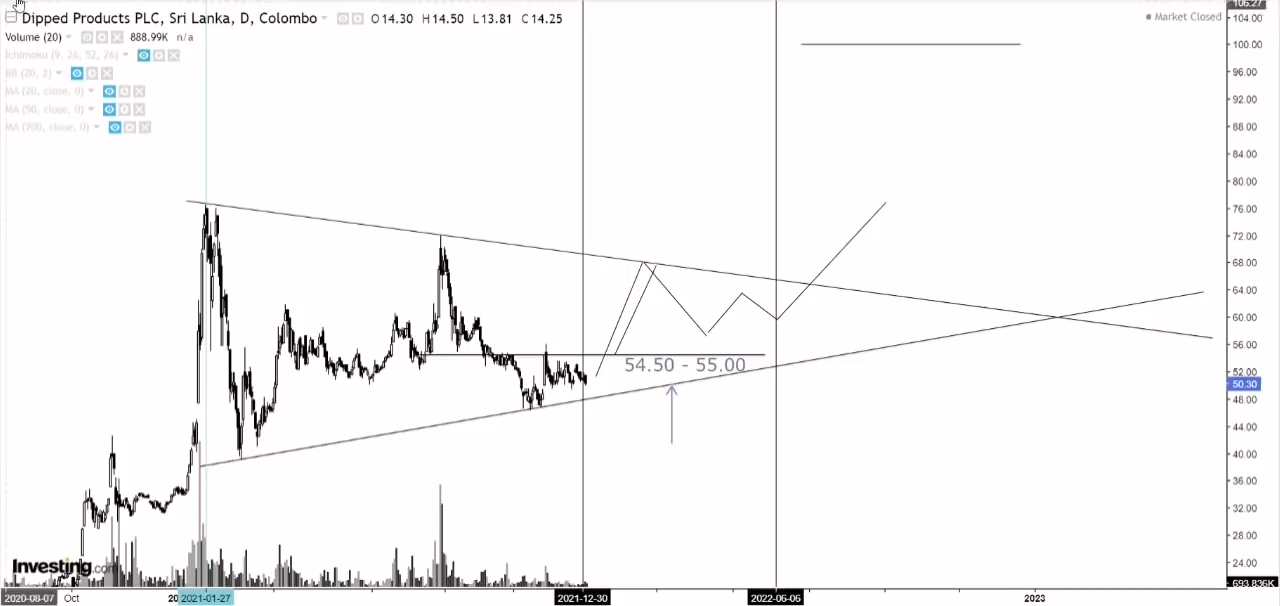 Dipped Products PLC, Sri Lanka, D, Colombo O14.30 H14.50 L13.81 C14.25
Market Closed
Volume (20) 888.99K n/a
Ichimoku (9, 26, 52, 26)
BB (20, 2)
MA (20, close, 0)
MA (50, close, 0)
MA (200, close, 0)
106.27
104.00
100.00
96.00
92.00
88.00
84.00
80.00
76.00
72.00
68.00
64.00
60.00
56.00
54.50 - 55.00
52.00
50.30
48.00
44.00
40.00
36.00
32.00
28.00
24.00
Investing.com
693.836K
2020-08-07 Oct 20 2021-01-27 2021-12-30 2022-06-06 2023